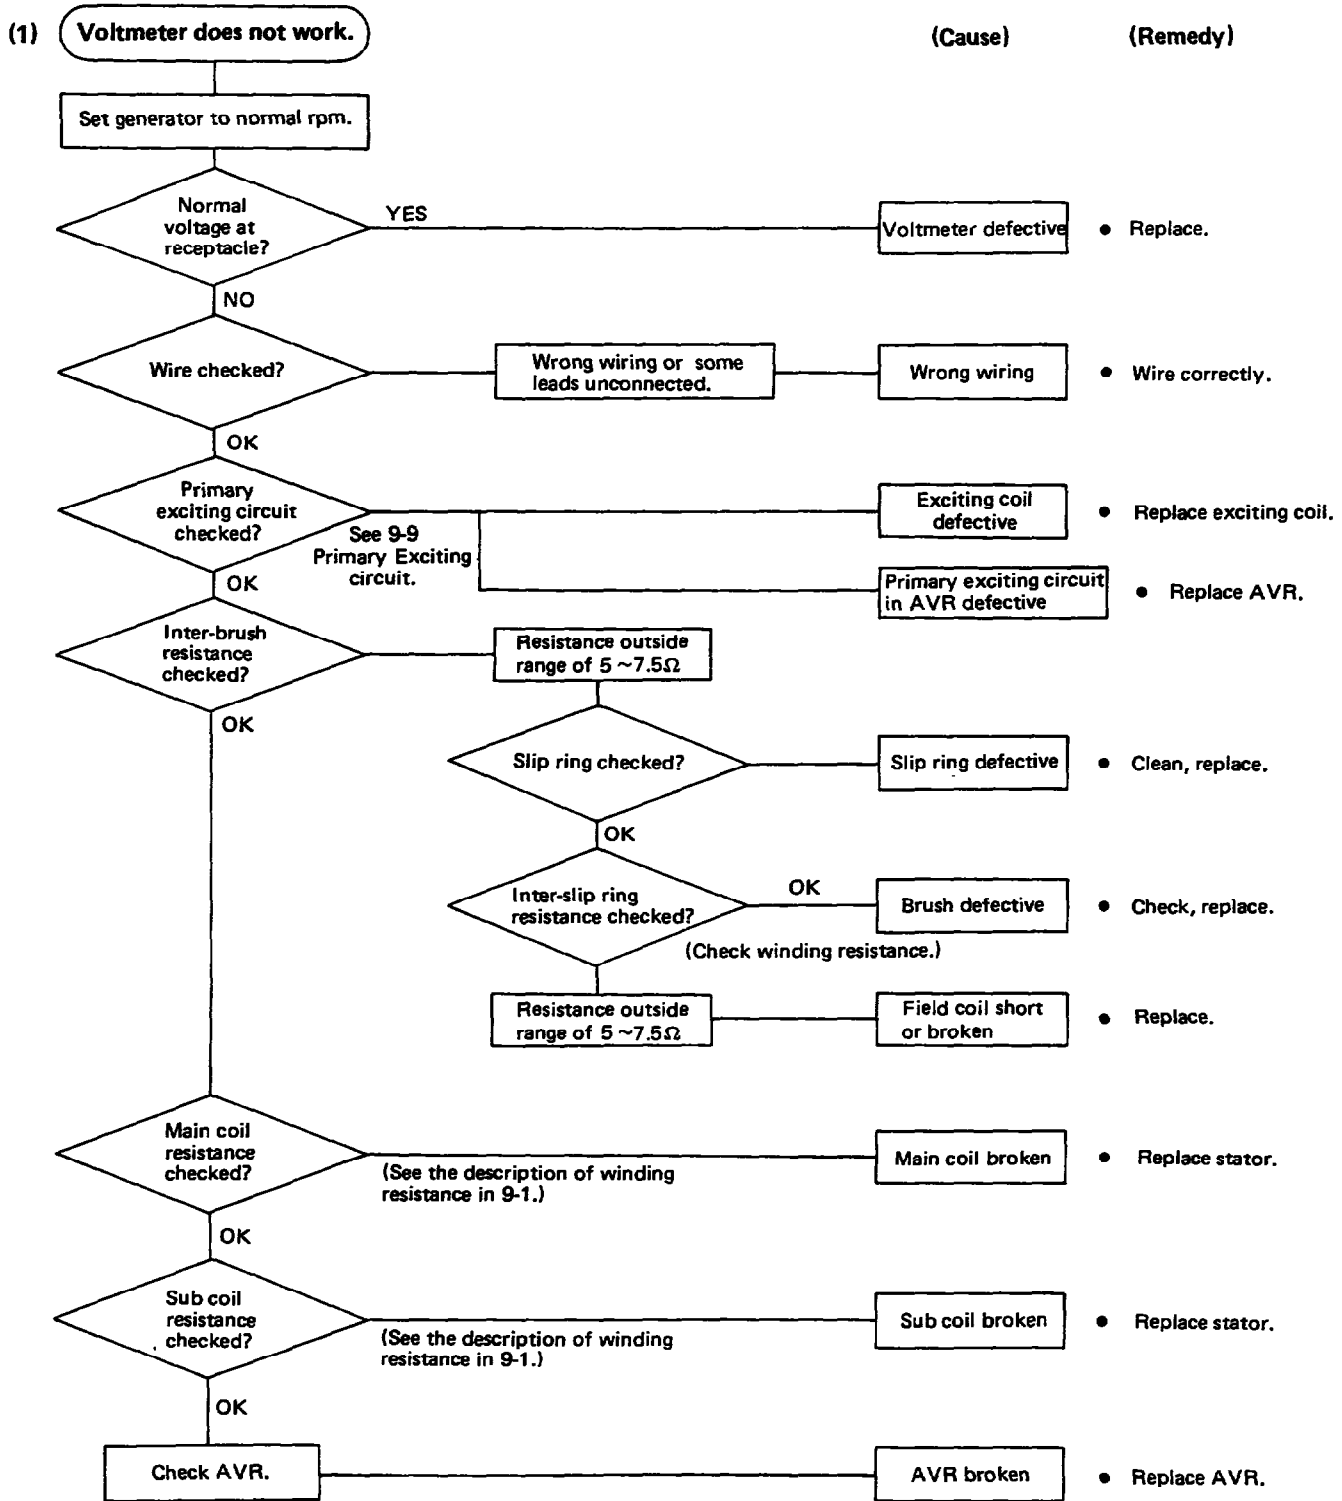 (1) Voltmeter does not work.
(Cause) (Remedy)
Set generator to normal rpm.
Normal
voltage at
receptacle?
YES
Voltmeter defective
• Replace.
NO
Wire checked?
Wrong wiring or some
leads unconnected.
Wrong wiring
• Wire correctly.
OK
Primary
exciting circuit
checked?
See 9-9
Primary Exciting
circuit.
Exciting coil
defective
• Replace exciting coil.
Primary exciting circuit
in AVR defective
• Replace AVR.
OK
Inter-brush
resistance
checked?
Resistance outside
range of 5 ~7.5Ω
OK
Slip ring checked?
Slip ring defective
• Clean, replace.
OK
Inter-slip ring
resistance checked?
OK
Brush defective
• Check, replace.
(Check winding resistance.)
Resistance outside
range of 5 ~7.5Ω
Field coil short
or broken
• Replace.
Main coil
resistance
checked?
(See the description of winding
resistance in 9-1.)
Main coil broken
• Replace stator.
OK
Sub coil
resistance
checked?
(See the description of winding
resistance in 9-1.)
Sub coil broken
• Replace stator.
OK
Check AVR.
AVR broken
• Replace AVR.